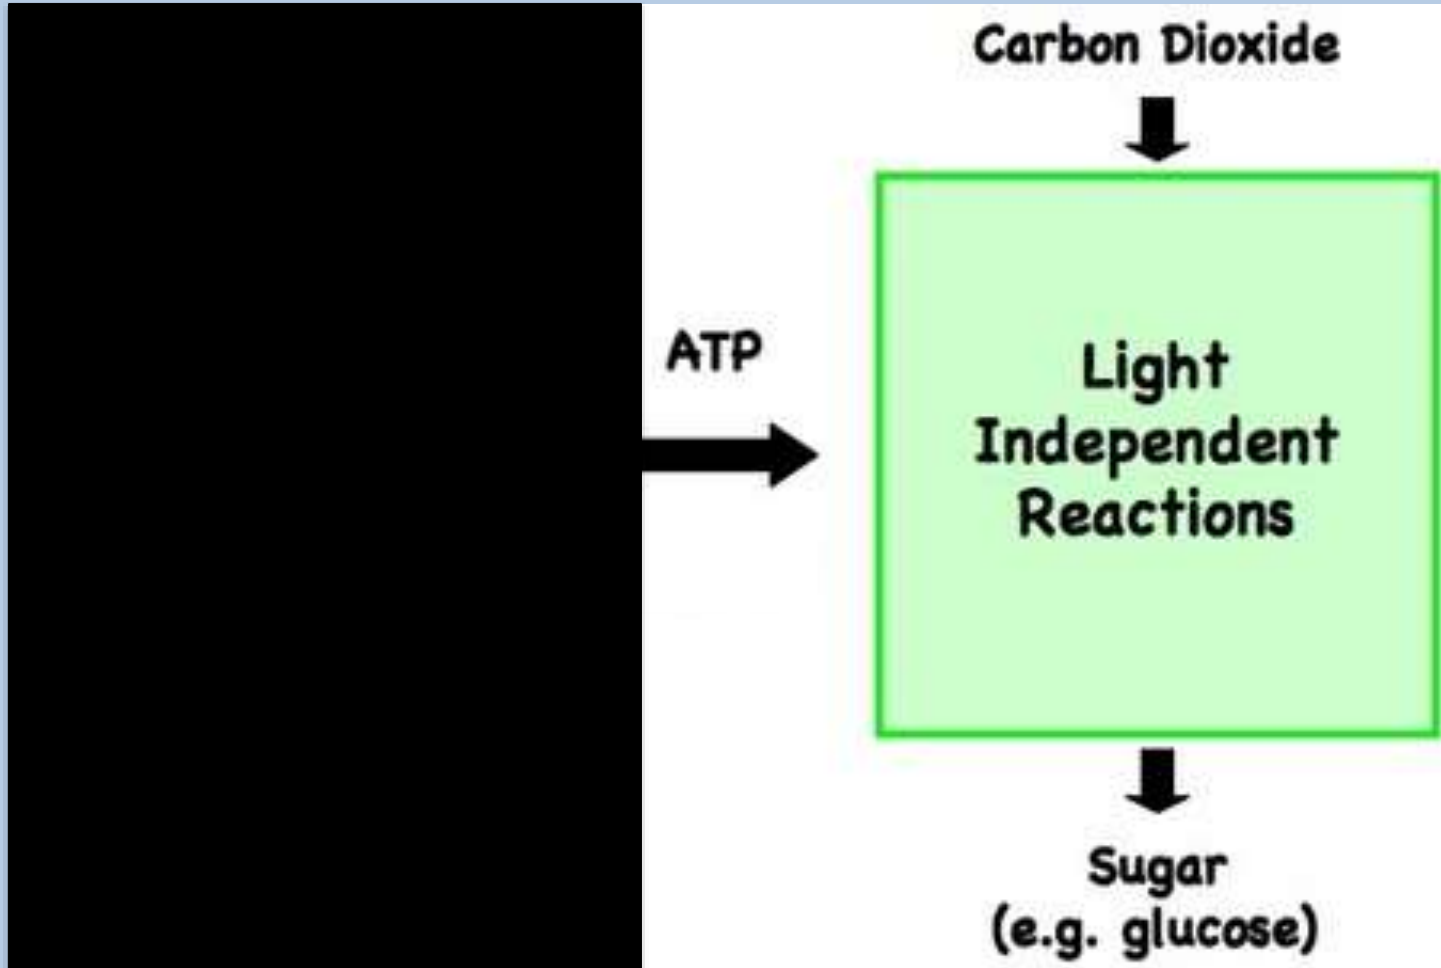 Carbon Dioxide
ATP
Light
Independent
Reactions
Sugar
(e.g. glucose)